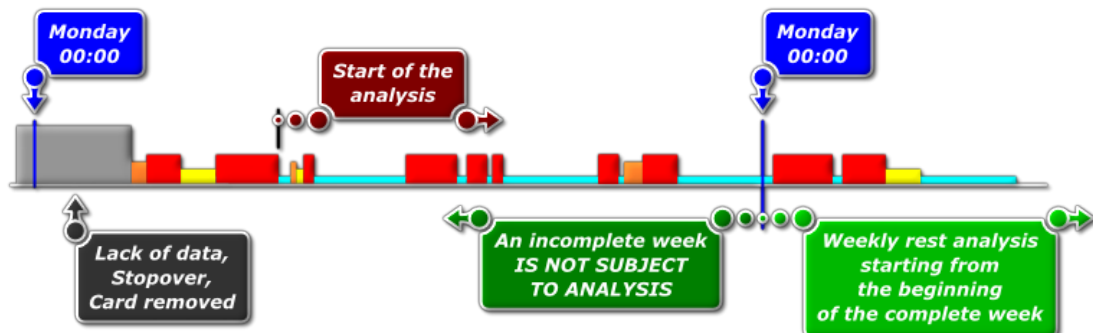 Monday
00:00
Start of the
analysis
Monday
00:00
Lack of data,
Stopover,
Card removed
An incomplete week
IS NOT SUBJECT
TO ANALYSIS
Weekly rest analysis
starting from
the beginning
of the complete week